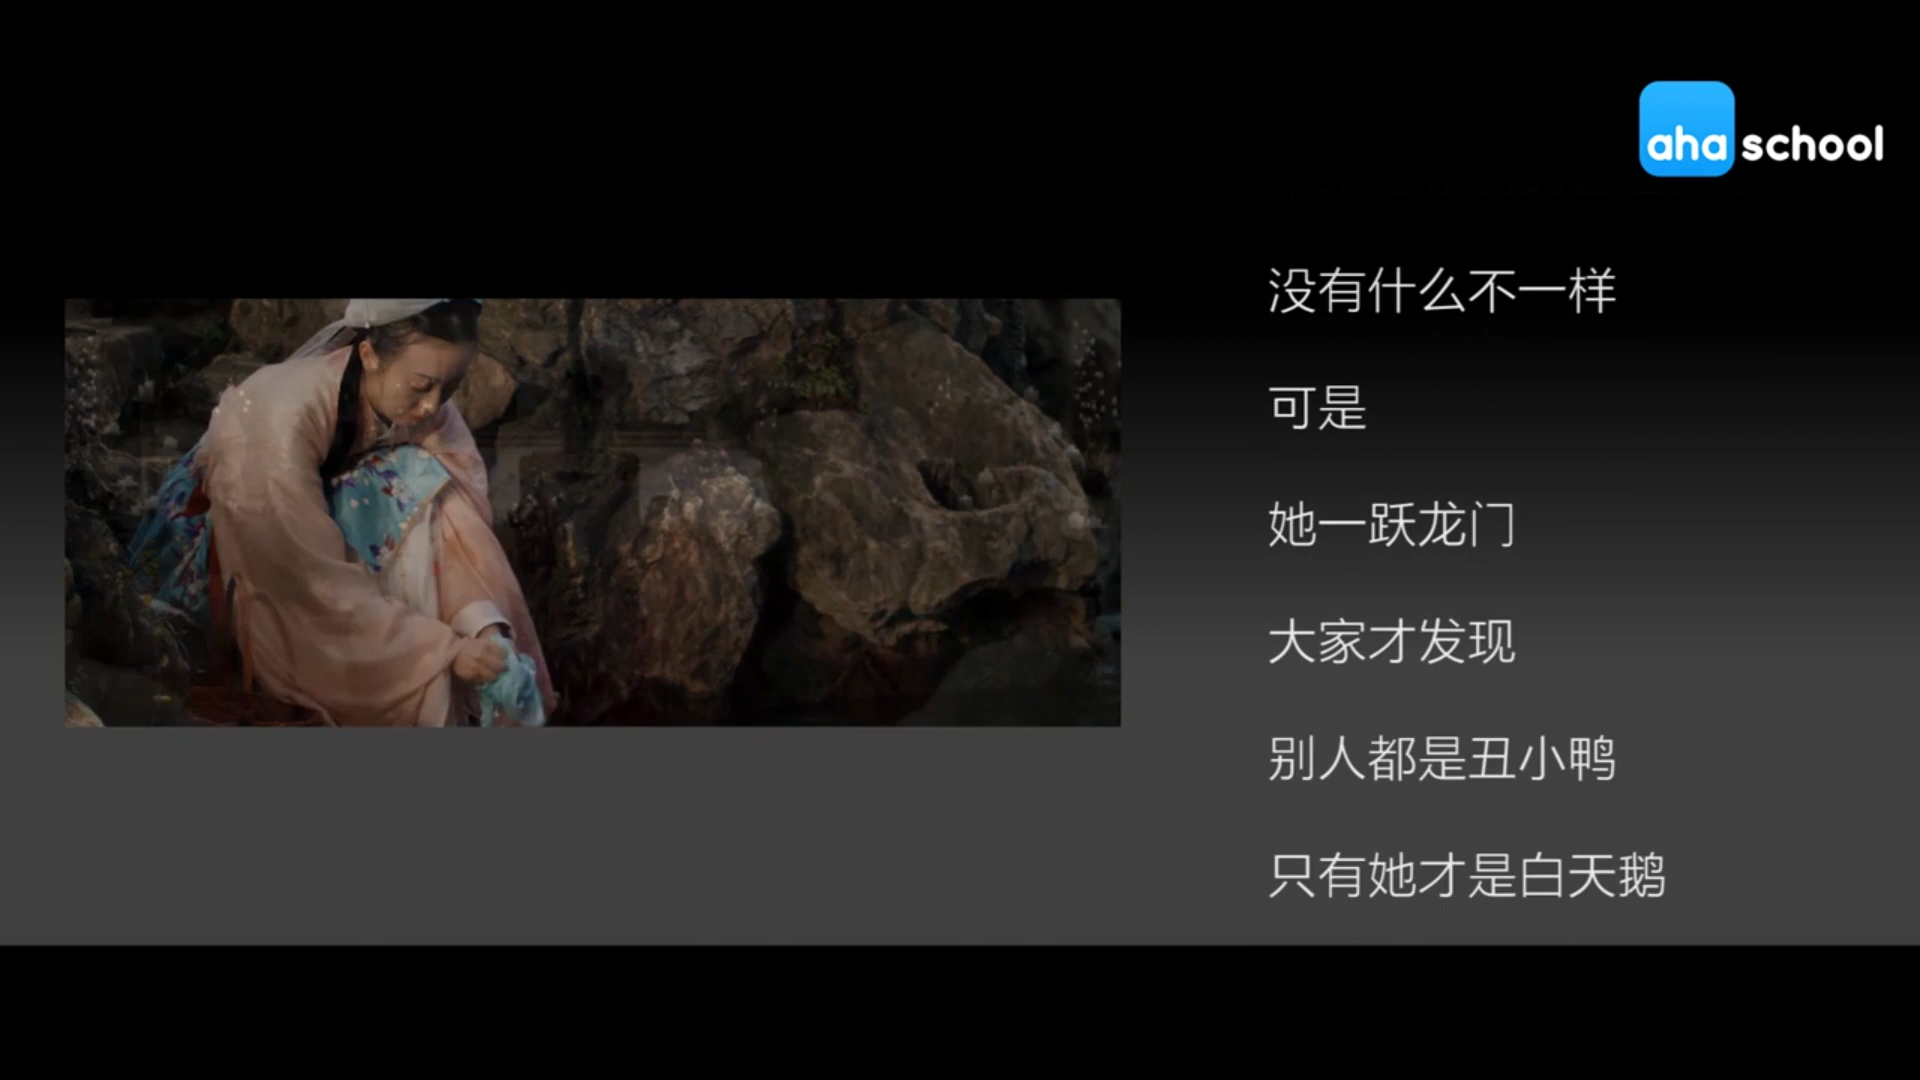 aha school
没有什么不一样
可是
她一跃龙门
大家才发现
别人都是丑小鸭
只有她才是白天鹅